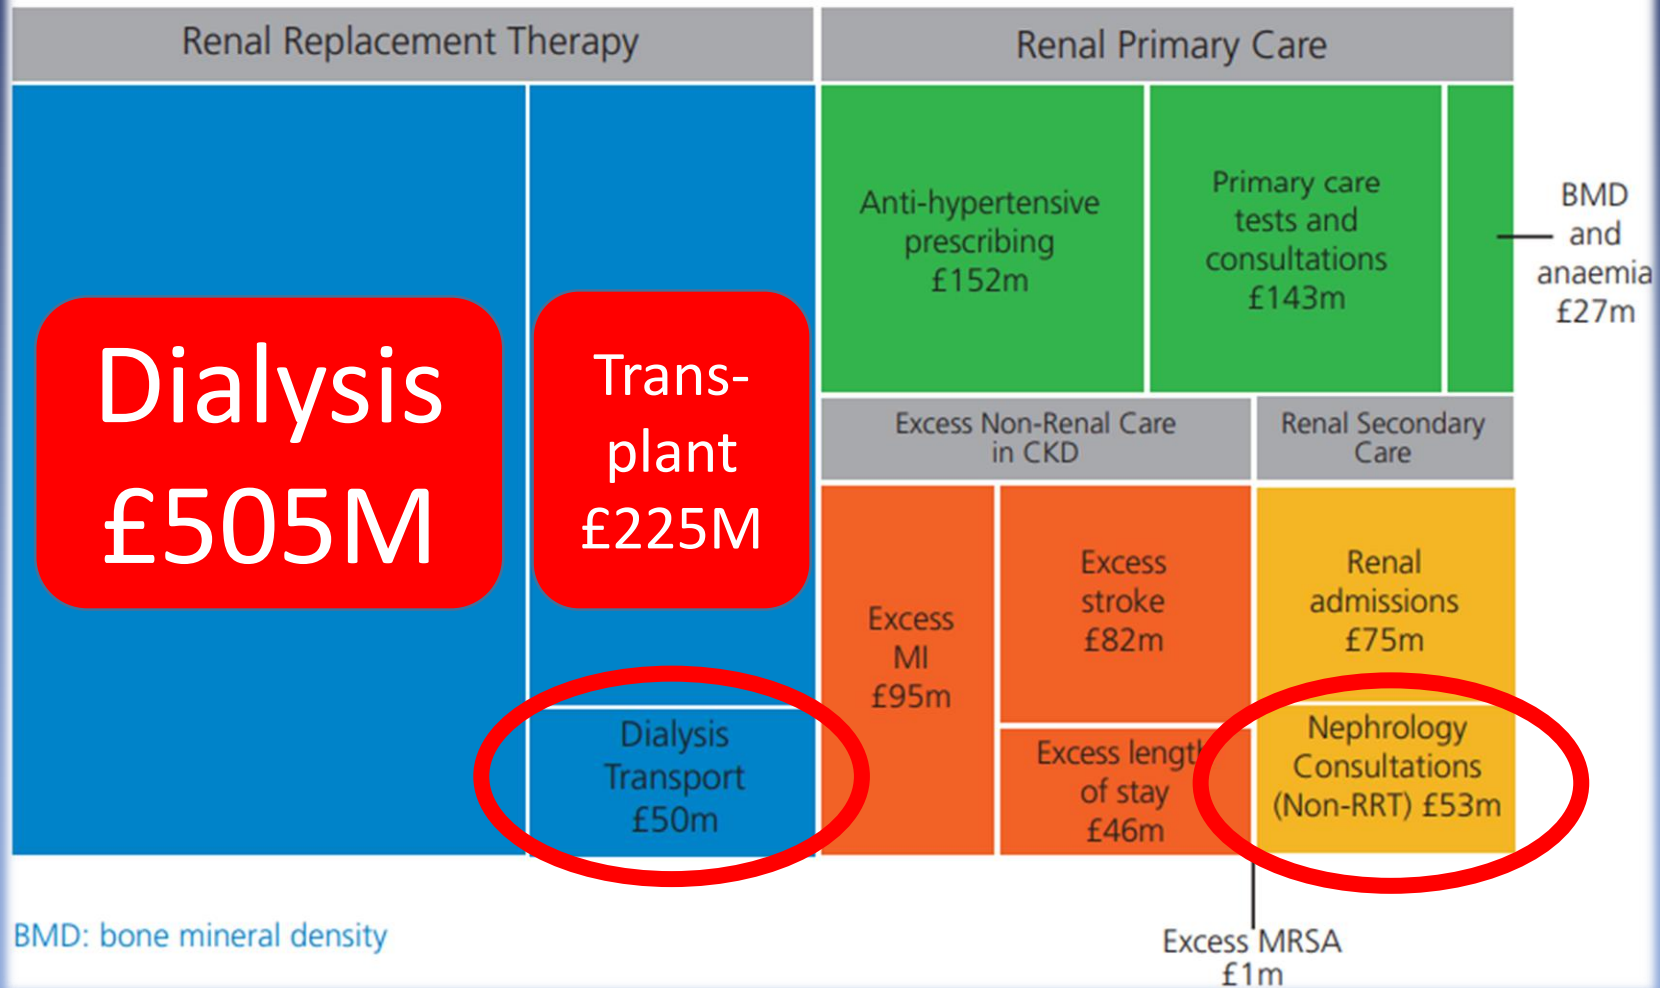 Renal Replacement Therapy
Renal Primary Care
Dialysis
£505M
Trans-
plant
£225M
Dialysis
Transport
£50m
Anti-hypertensive
prescribing
£152m
Primary care
tests and
consultations
£143m
BMD
and
anaemia
£27m
Excess Non-Renal Care
in CKD
Renal Secondary
Care
Excess
MI
£95m
Excess
stroke
£82m
Excess length
of stay
£46m
Renal
admissions
£75m
Nephrology
Consultations
(Non-RRT) £53m
Excess MRSA
£1m
BMD: bone mineral density